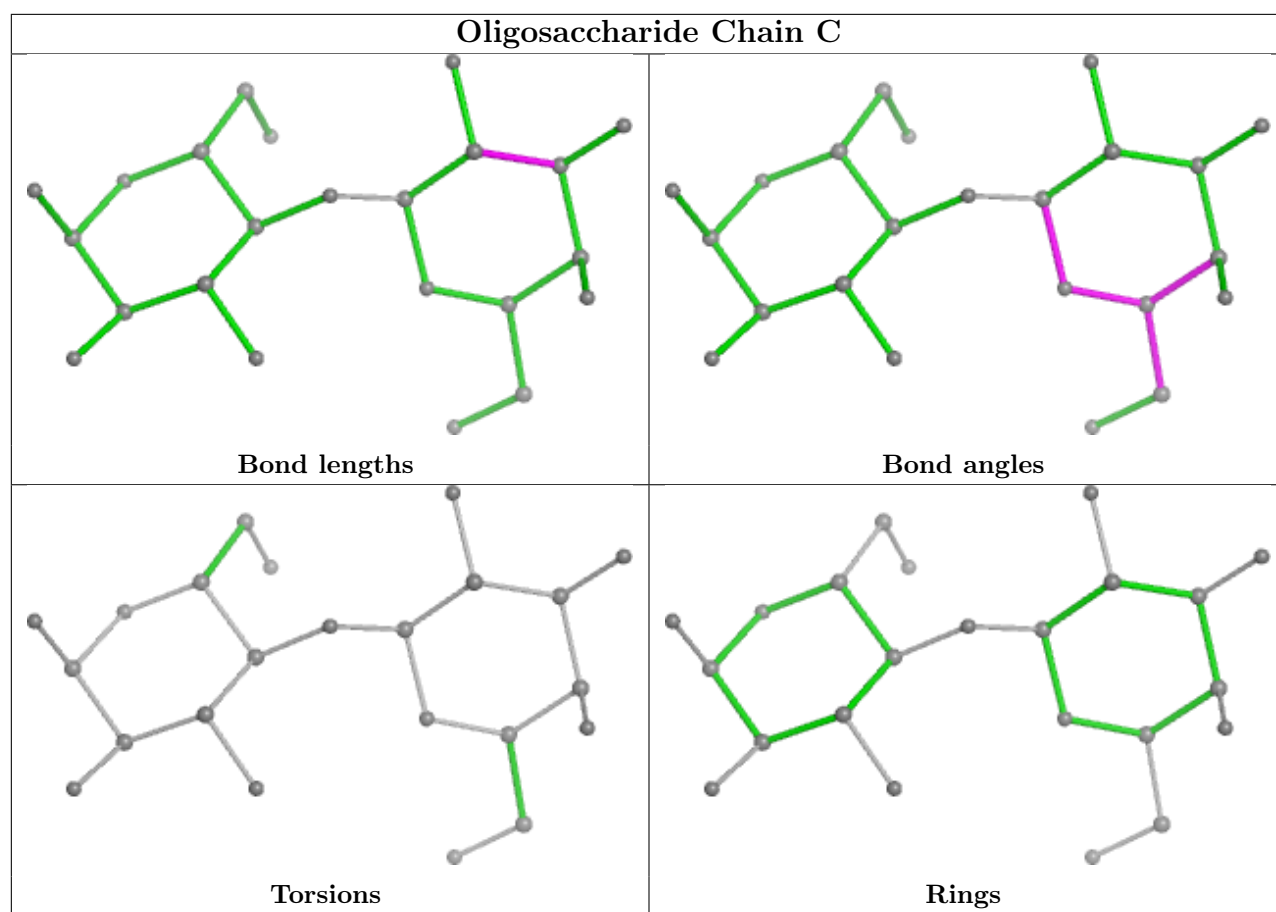 Oligosaccharide Chain C
Bond lengths
Bond angles
Torsions
Rings